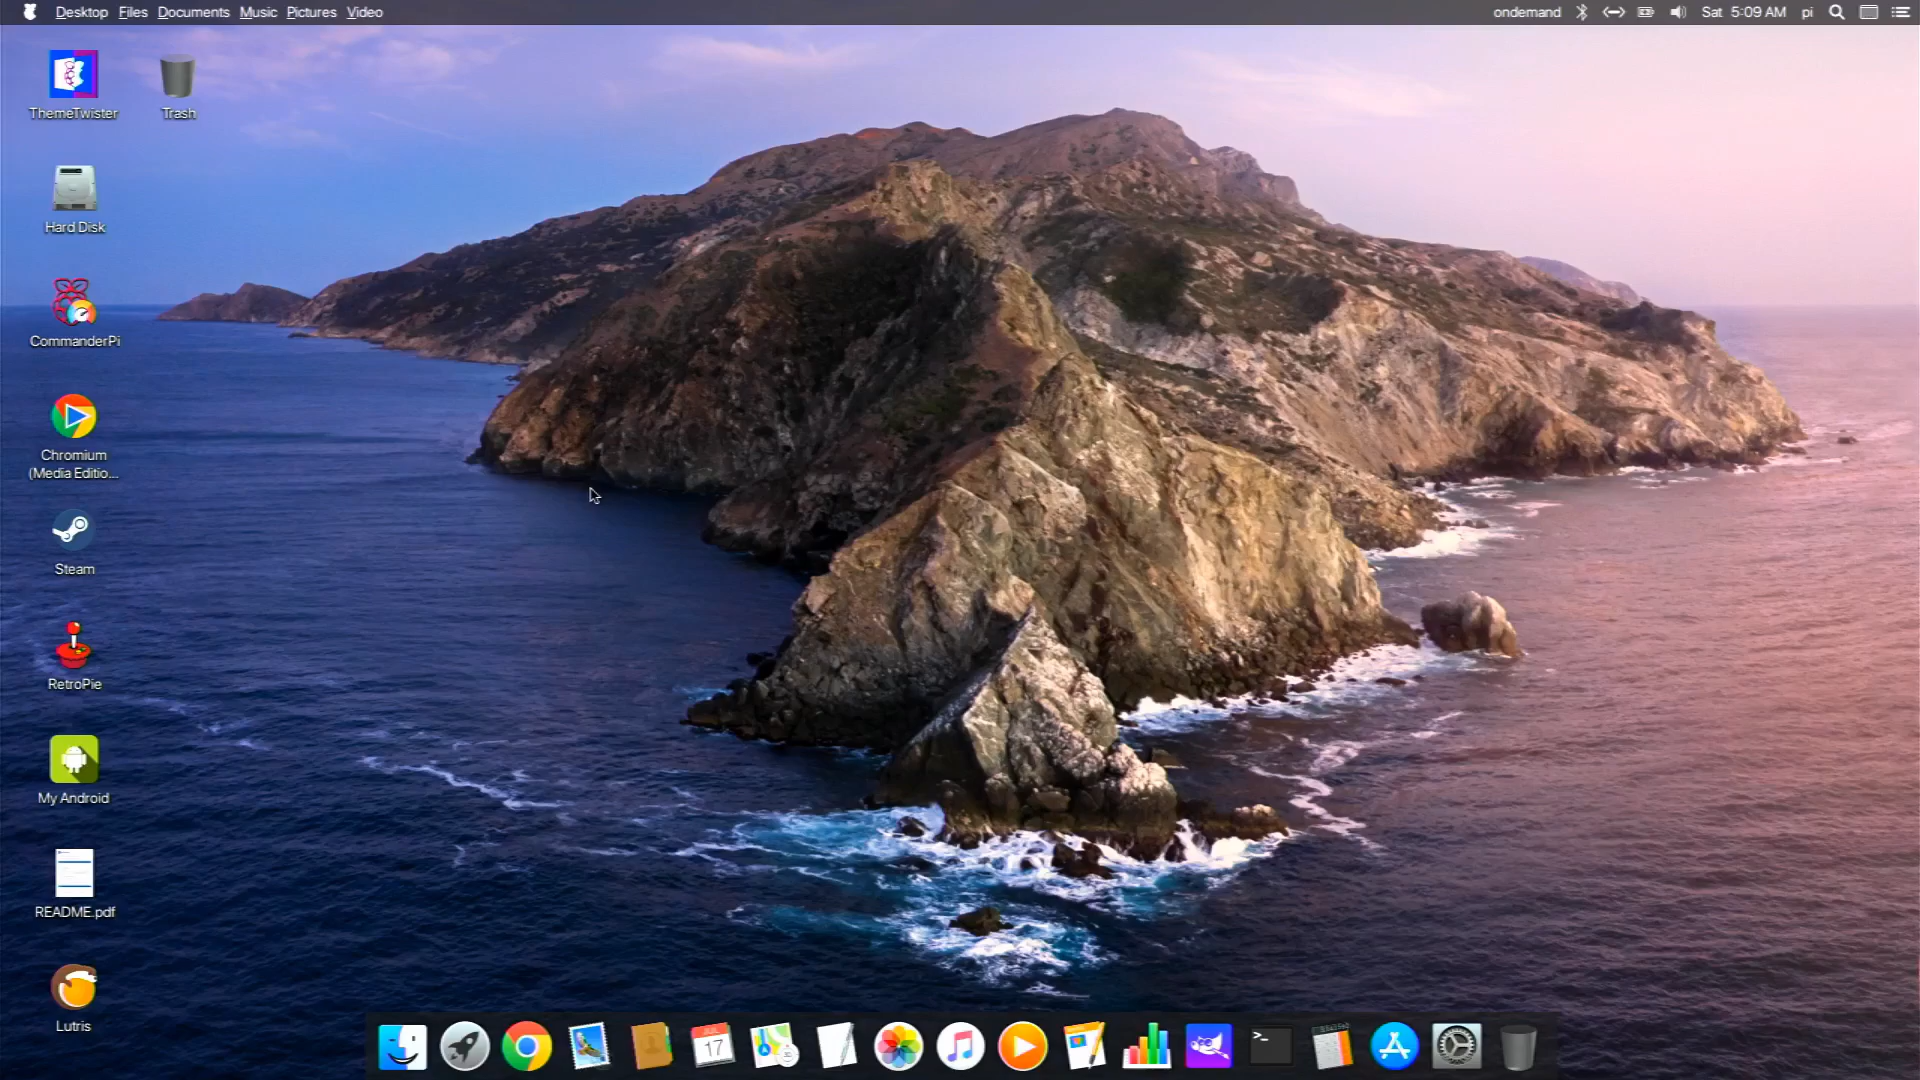 Desktop Files Documents Music Pictures Video
ondemand Sat 5:09 AM pi
ThemeTwister
Trash
Hard Disk
CommanderPi
Chromium
(Media Editio...
Steam
RetroPie
My Android
README.pdf
Lutris
JUL
17
>_